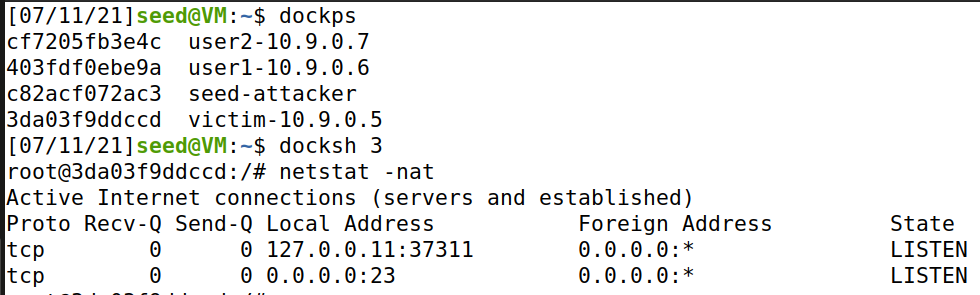 [07/11/21]seed@VM:~$ dockps
cf7205fb3e4c  user2-10.9.0.7
403fdf0ebe9a  user1-10.9.0.6
c82acf072ac3  seed-attacker
3da03f9ddccd  victim-10.9.0.5
[07/11/21]seed@VM:~$ docksh 3
root@3da03f9ddccd:/# netstat -nat
Active Internet connections (servers and established)
Proto Recv-Q Send-Q Local Address           Foreign Address         State
tcp        0      0 127.0.0.11:37311        0.0.0.0:*               LISTEN
tcp        0      0 0.0.0.0:23              0.0.0.0:*               LISTEN